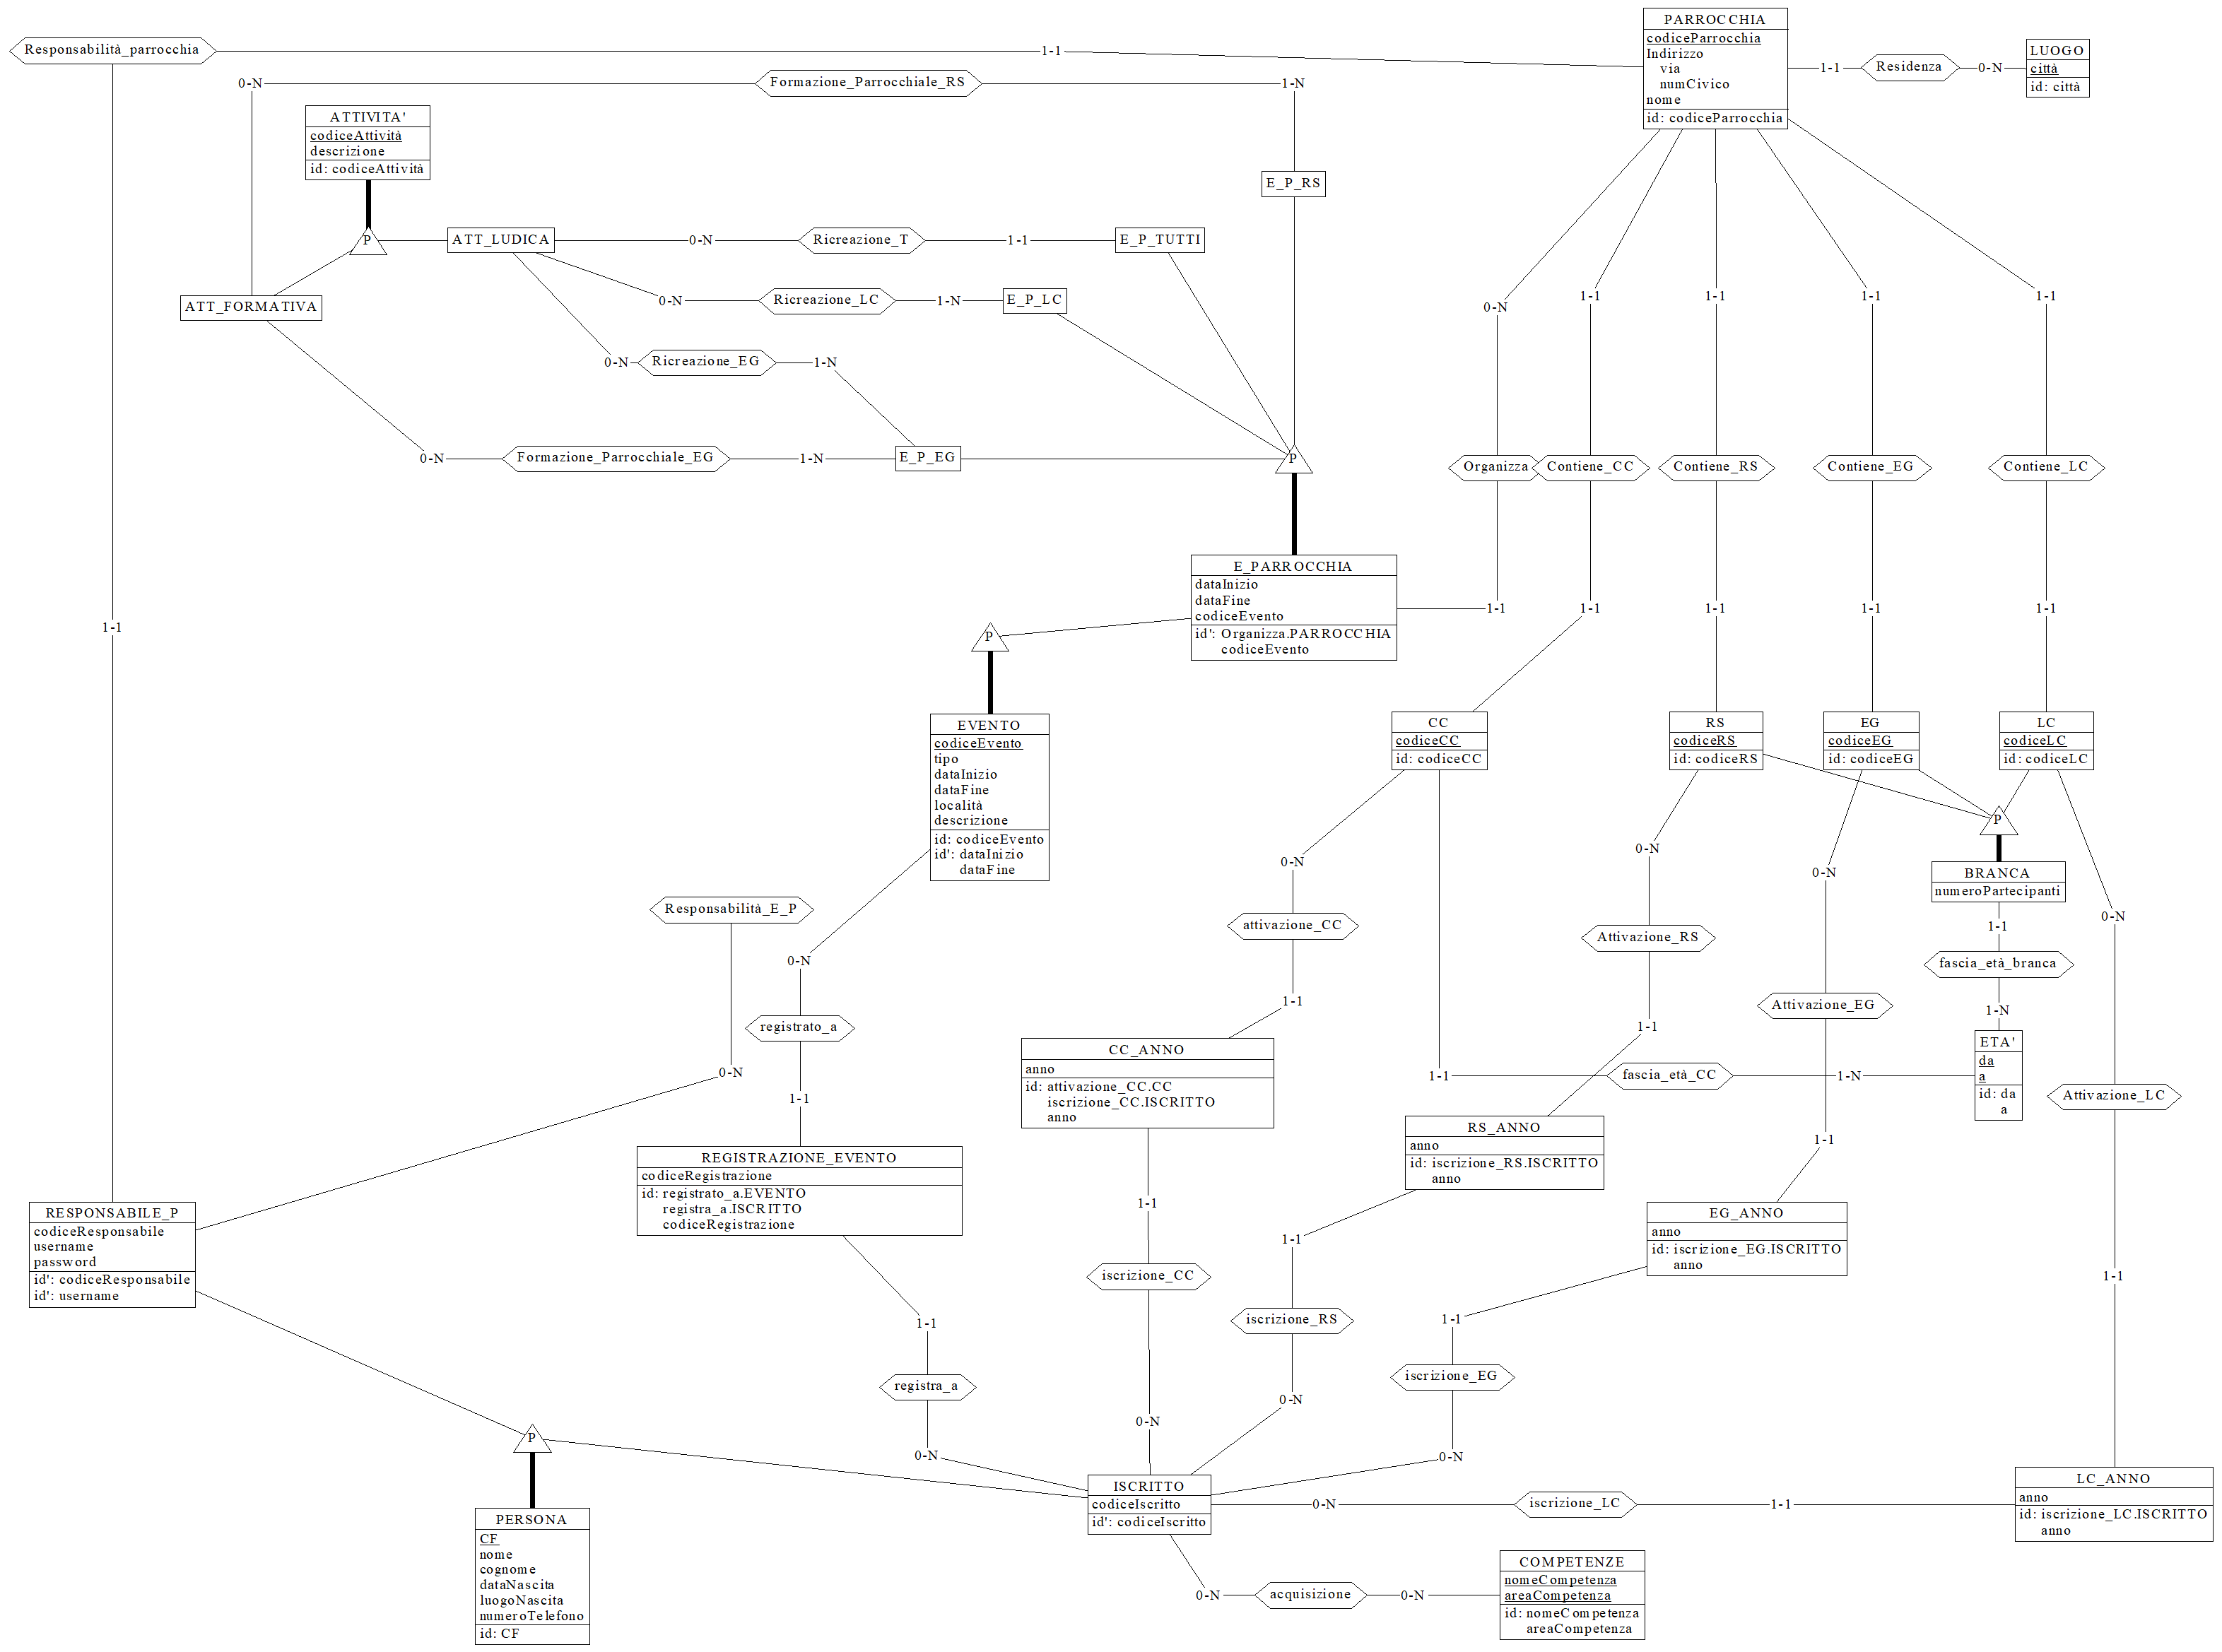 PARROCCHIA
codiceParrocchia
Indirizzo
via
numCivico
nome
id: codiceParrocchia
Responsabilità_parrocchia
1-1
1-1
Residenza
0-N
LUOGO
città
id: città
0-N
Formazione_Parrocchiale_RS
1-N
ATTIVITA'
codiceAttività
descrizione
id: codiceAttività
E_P_RS
P
ATT_LUDICA
0-N
Ricreazione_T
1-1
E_P_TUTTI
ATT_FORMATIVA
0-N
Ricreazione_LC
1-N
E_P_LC
0-N
1-1
1-1
1-1
1-1
0-N
Ricreazione_EG
1-N
0-N
Formazione_Parrocchiale_EG
1-N
E_P_EG
P
Organizza
Contiene_CC
Contiene_RS
Contiene_EG
Contiene_LC
E_PARROCCHIA
dataInizio
dataFine
codiceEvento
id': Organizza.PARROCCHIA
codiceEvento
1-1
1-1
1-1
1-1
1-1
1-1
P
EVENTO
codiceEvento
tipo
dataInizio
dataFine
località
descrizione
id: codiceEvento
id': dataInizio
dataFine
CC
codiceCC
id: codiceCC
RS
codiceRS
id: codiceRS
EG
codiceEG
id: codiceEG
LC
codiceLC
id: codiceLC
P
0-N
0-N
0-N
BRANCA
numeroPartecipanti
Responsabilità_E_P
attivazione_CC
Attivazione_RS
1-1
0-N
0-N
fascia_età_branca
1-1
Attivazione_EG
1-N
registrato_a
1-1
ETA'
da
a
id: da
a
CC_ANNO
anno
id: attivazione_CC.CC
iscrizione_CC.ISCRITTO
anno
0-N
1-1
fascia_età_CC
1-N
Attivazione_LC
1-1
RS_ANNO
anno
id: iscrizione_RS.ISCRITTO
anno
1-1
REGISTRAZIONE_EVENTO
codiceRegistrazione
id: registrato_a.EVENTO
registra_a.ISCRITTO
codiceRegistrazione
1-1
RESPONSABILE_P
codiceResponsabile
username
password
id': codiceResponsabile
id': username
EG_ANNO
anno
id: iscrizione_EG.ISCRITTO
anno
1-1
iscrizione_CC
1-1
1-1
iscrizione_RS
1-1
registra_a
iscrizione_EG
0-N
0-N
0-N
0-N
P
ISCRITTO
codiceIscritto
id': codiceIscritto
0-N
iscrizione_LC
1-1
LC_ANNO
anno
id: iscrizione_LC.ISCRITTO
anno
PERSONA
CF
nome
cognome
dataNascita
luogoNascita
numeroTelefono
id: CF
0-N
acquisizione
0-N
COMPETENZE
nomeCompetenza
areaCompetenza
id: nomeCompetenza
areaCompetenza